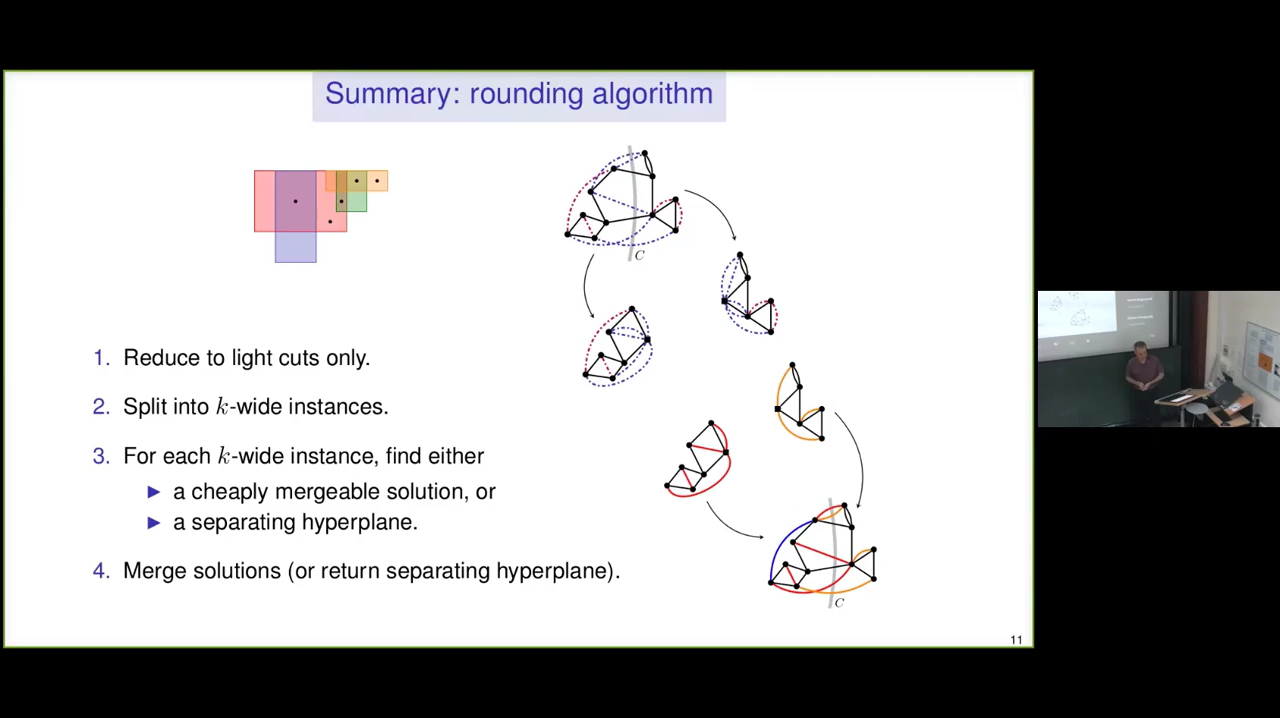 Summary: rounding algorithm
C
1. Reduce to light cuts only.
2. Split into k-wide instances.
3. For each k-wide instance, find either
▶ a cheaply mergeable solution, or
▶ a separating hyperplane.
4. Merge solutions (or return separating hyperplane).
C
11